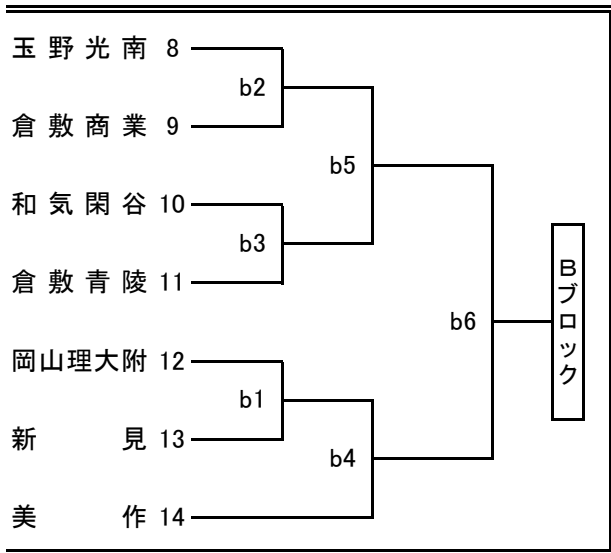 玉野光南 8
b2
倉敷商業 9
b5
和気閑谷 10
b3
倉敷青陵 11
b6
Bブロック
岡山理大附 12
b1
新見 13
b4
美作 14